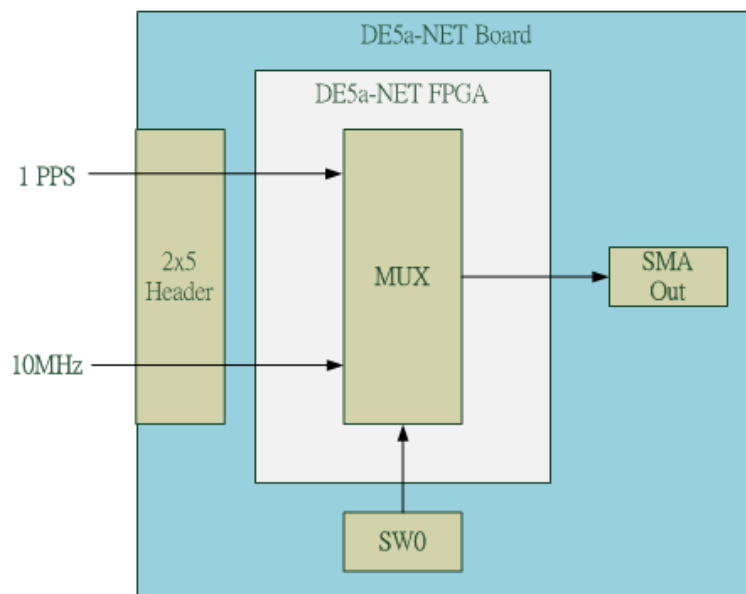 DE5a-NET Board
DE5a-NET FPGA
1 PPS
2x5
Header
MUX
SMA
Out
10MHz
SW0